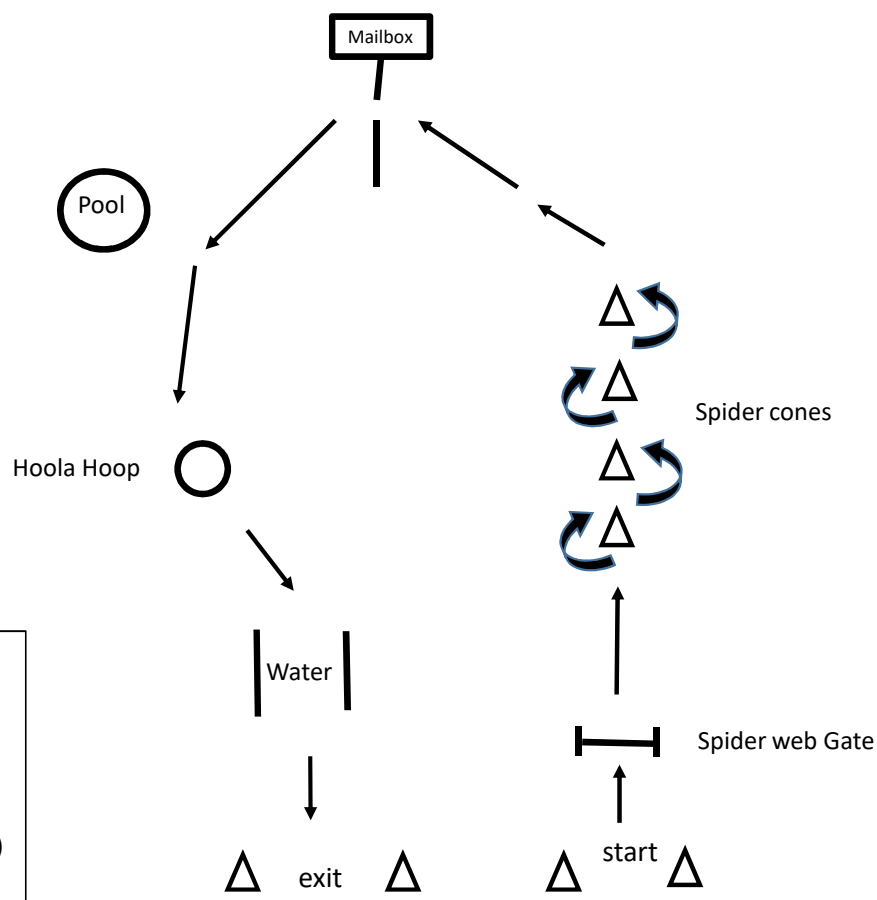 Mailbox
Pool
Spider cones
Hoola Hoop
Water
Spider web Gate
start
exit